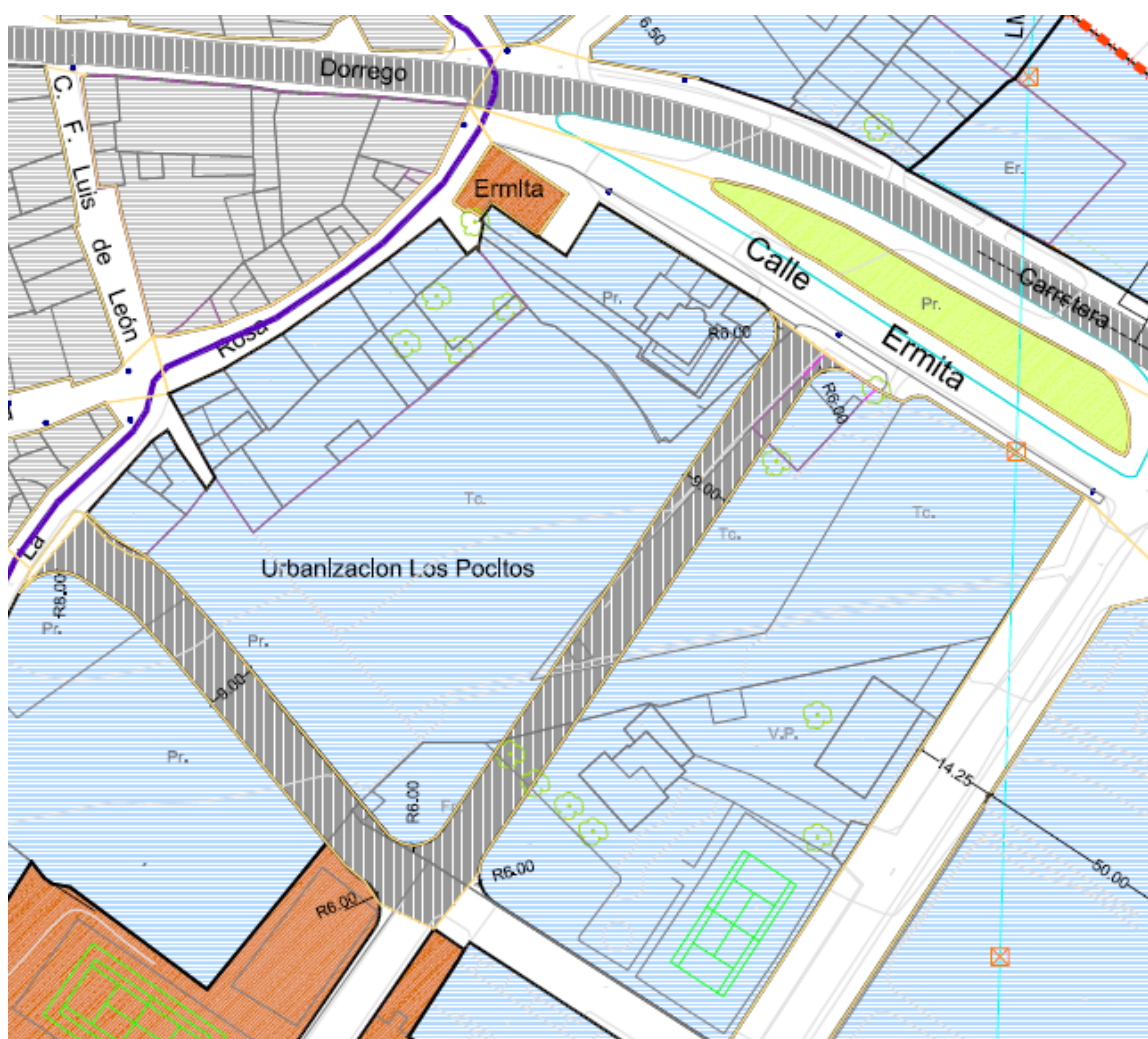 6.50
Dorrego
C. F. Luis de León
Ermita
Er.
Calle Ermita
Carretera
Pr.
Pr.
La Rosa
R6.00
9.00
Tc.
Tc.
Tc.
Urbanizacion Los Pocitos
R8.00
Pr.
Pr.
9.00
Pr.
V.P.
14.25
50.00
R6.00
R6.00
R6.00